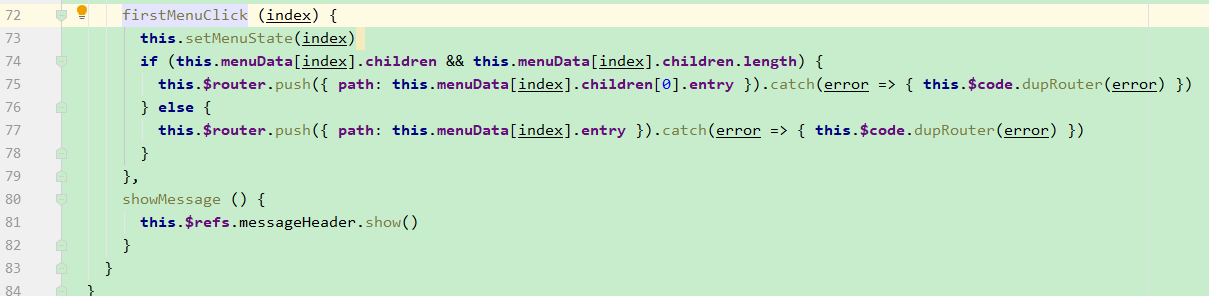 72 firstMenuClick (index) {
73 this.setMenuState(index)
74 if (this.menuData[index].children && this.menuData[index].children.length) {
75 this.$router.push({ path: this.menuData[index].children[0].entry }).catch(error => { this.$code.dupRouter(error) })
76 } else {
77 this.$router.push({ path: this.menuData[index].entry }).catch(error => { this.$code.dupRouter(error) })
78 }
79 },
80 showMessage () {
81 this.$refs.messageHeader.show()
82 }
83 }
84 }